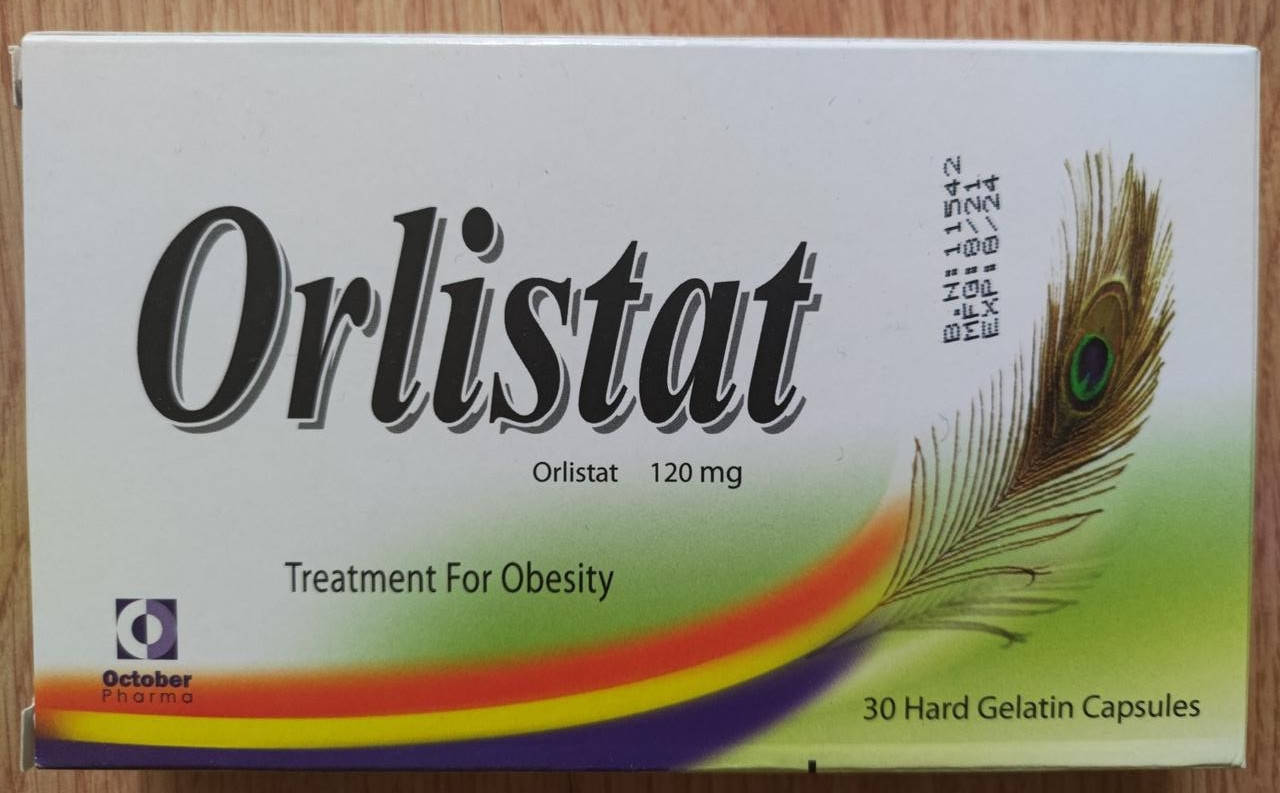 Orlistat
Orlistat 120 mg
Treatment For Obesity
October
Pharma
30 Hard Gelatin Capsules
B.N:11542
MFG:8/21
EXP:8/24